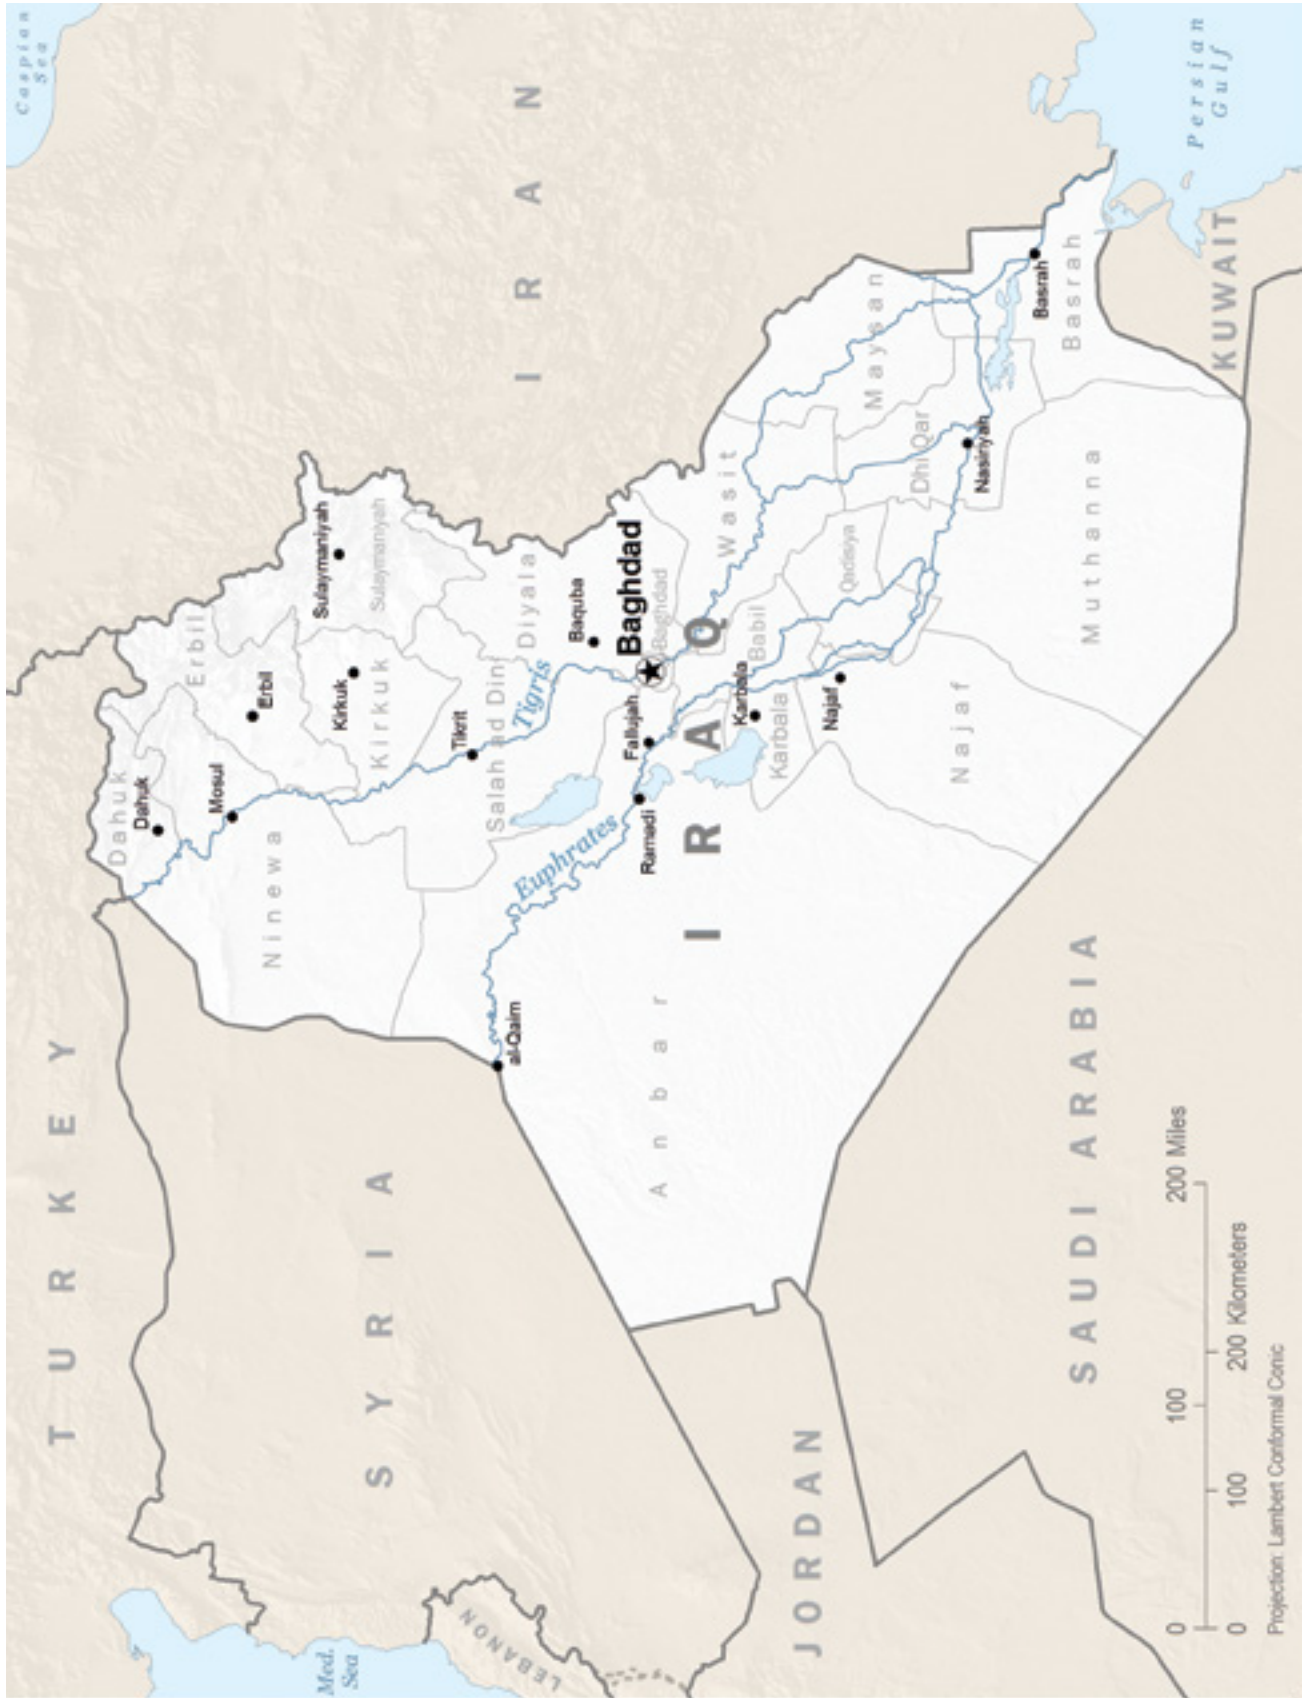 Caspian
Sea
TURKEY
SYRIA
IRAN
LEBANON
Med.
Sea
JORDAN
SAUDI ARABIA
KUWAIT
Persian
Gulf
IRAQ
Dahuk
Dahuk
Mosul
Ninewa
Erbil
Erbil
Sulaymaniyah
Sulaymaniyah
Kirkuk
Kirkuk
Tikrit
Salah ad Din
Tigris
Diyala
Baquba
al-Qaim
Euphrates
Anbar
Ramadi
Fallujah
Baghdad
Baghdad
Karbala
Karbala
Babil
Wasit
Najaf
Najaf
Qadisiya
Dhi Qar
Maysan
Nasiriyah
Muthanna
Basrah
Basrah
0 100 200 Miles
0 100 200 Kilometers
Projection: Lambert Conformal Conic